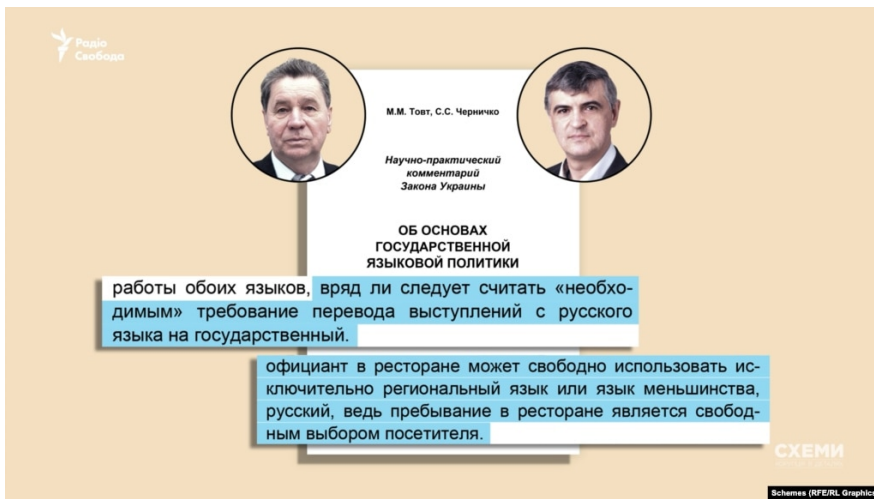 Радіо
Свобода
М.М. Товт, С.С. Черничко
Научно-практический
комментарий
Закона Украины
ОБ ОСНОВАХ
ГОСУДАРСТВЕННОЙ
ЯЗЫКОВОЙ ПОЛИТИКИ
работы обоих языков, вряд ли следует считать «необхо-
димым» требование перевода выступлений с русского
языка на государственный.
официант в ресторане может свободно использовать ис-
ключительно региональный язык или язык меньшинства,
русский, ведь пребывание в ресторане является свобод-
ным выбором посетителя.
СХЕМИ
Schemes (RFE/RL Graphics